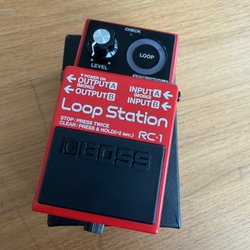 CHECK
LOOP
LEVEL
POWER ON
OUTPUT A
(MONO)
OUTPUT B
INPUT A
(MONO)
INPUT B
Loop Station
STOP : PRESS TWICE
CLEAR : PRESS & HOLD(>2 sec.)
RC-1
BOSS